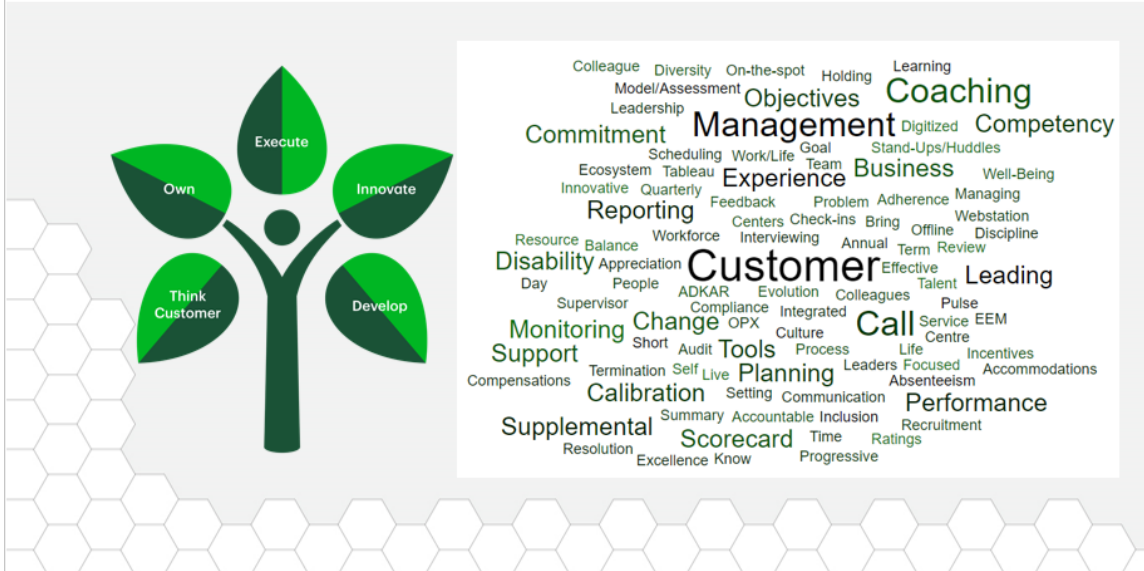 Execute
Own
Innovate
Think
Customer
Develop
Colleague Diversity On-the-spot Holding Learning
Model/Assessment Objectives Coaching
Leadership
Commitment Management Digitized Competency
Scheduling Work/Life Goal Stand-Ups/Huddles
Ecosystem Tableau Experience Team Business Well-Being
Innovative Quarterly Feedback Problem Adherence Managing
Reporting Centers Check-ins Bring Offline Webstation
Resource Balance Workforce Interviewing Annual Term Review Discipline
Disability Appreciation Customer Effective Leading
Day People ADKAR Evolution Colleagues Talent
Supervisor Compliance Integrated Pulse
Monitoring Change OPX Culture Call Service EEM
Short Centre
Support Audit Tools Process Life Incentives
Termination Self Live Planning Leaders Focused Accommodations
Compensations Absenteeism
Calibration Setting Communication Performance
Supplemental Summary Accountable Inclusion Recruitment
Resolution Scorecard Time Ratings
Excellence Know Progressive